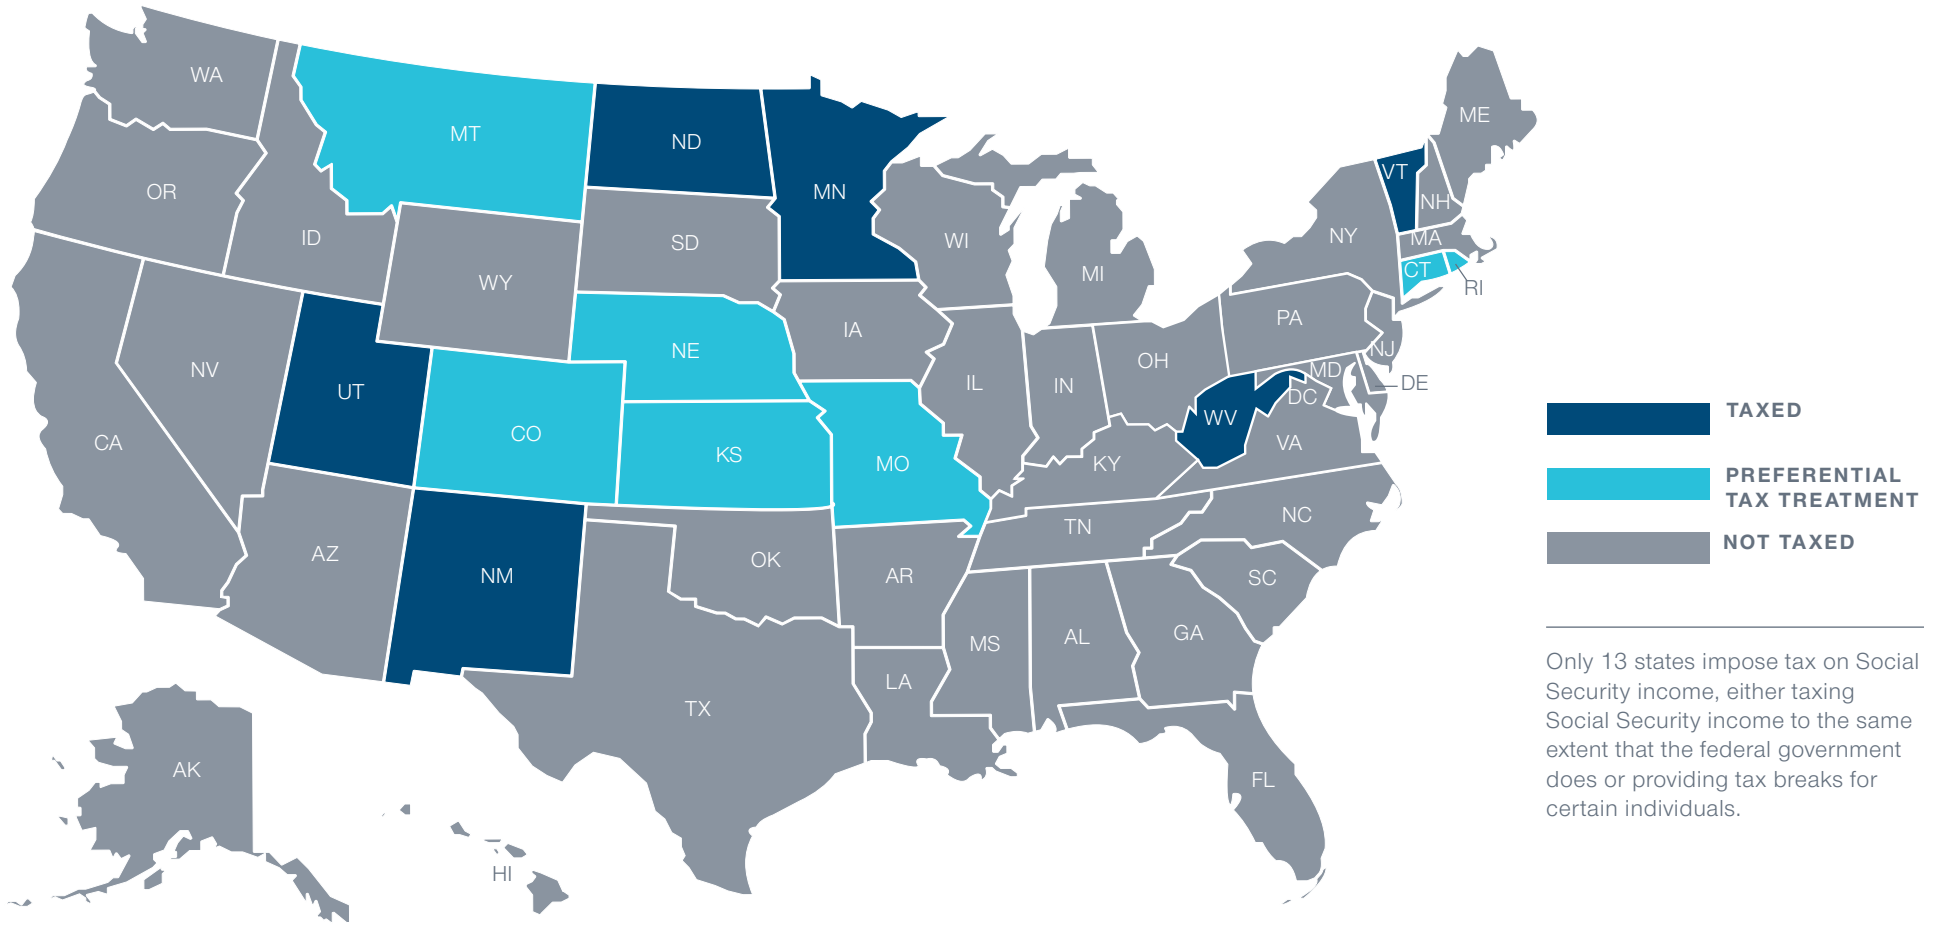 WA
ME
MT
ND
VT
OR
MN
NH
ID
SD
WI
NY
MA
MI
CT
WY
RI
PA
IA
NE
NJ
NV
OH
MD
UT
IL
IN
DE
DC
WV
CO
CA
KS
MO
KY
VA
TN
NC
AZ
OK
NM
AR
SC
GA
AL
MS
LA
TX
AK
FL
HI
TAXED
PREFERENTIAL
TAX TREATMENT
NOT TAXED
Only 13 states impose tax on Social
Security income, either taxing
Social Security income to the same
extent that the federal government
does or providing tax breaks for
certain individuals.